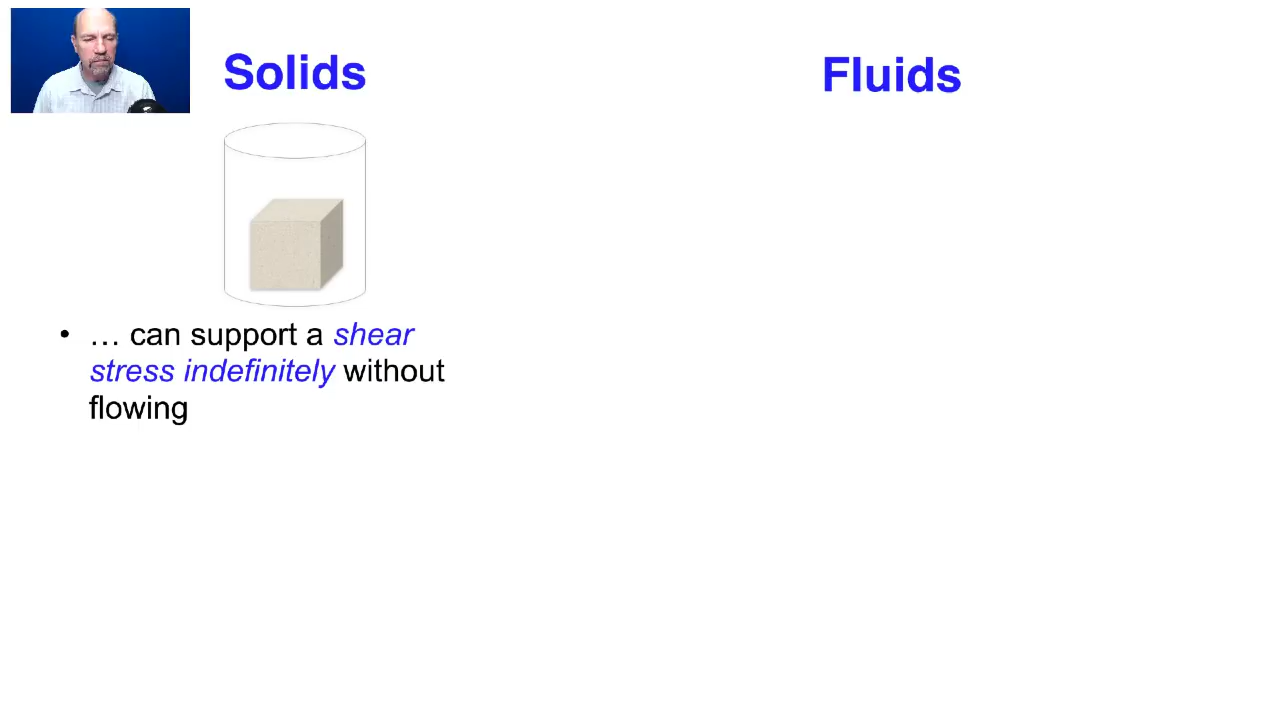 Solids
Fluids
• … can support a shear
stress indefinitely without
flowing